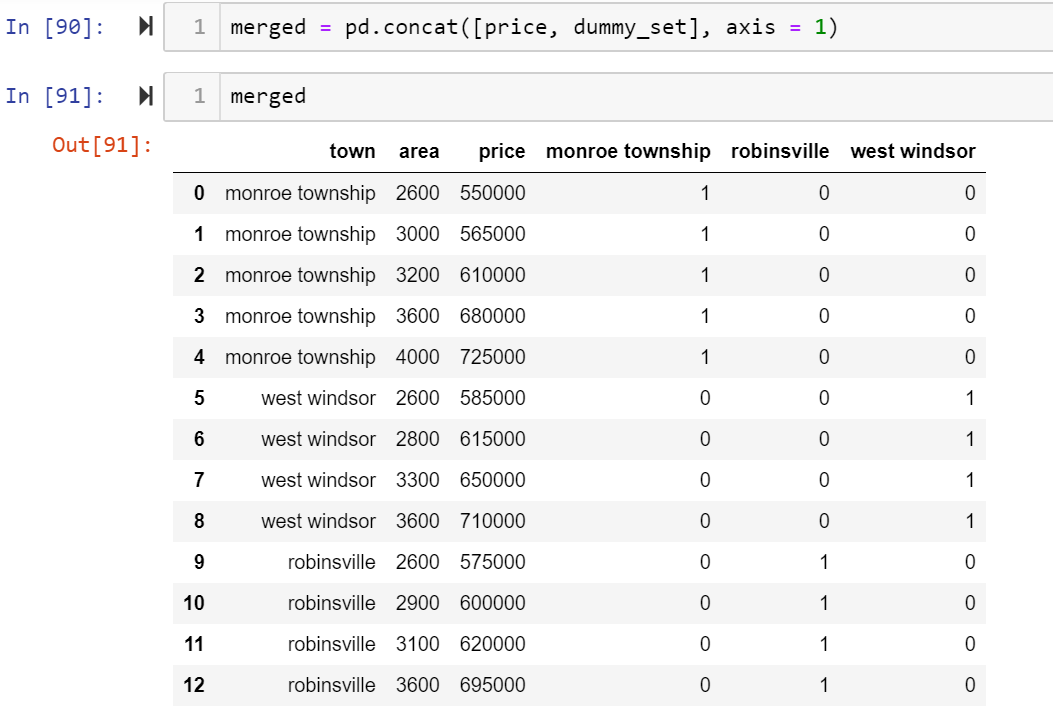 In [90]: 1 merged = pd.concat([price, dummy_set], axis = 1)
In [91]: 1 merged
Out[91]:
town area price monroe township robinsville west windsor
0 monroe township 2600 550000 1 0 0
1 monroe township 3000 565000 1 0 0
2 monroe township 3200 610000 1 0 0
3 monroe township 3600 680000 1 0 0
4 monroe township 4000 725000 1 0 0
5 west windsor 2600 585000 0 0 1
6 west windsor 2800 615000 0 0 1
7 west windsor 3300 650000 0 0 1
8 west windsor 3600 710000 0 0 1
9 robinsville 2600 575000 0 1 0
10 robinsville 2900 600000 0 1 0
11 robinsville 3100 620000 0 1 0
12 robinsville 3600 695000 0 1 0